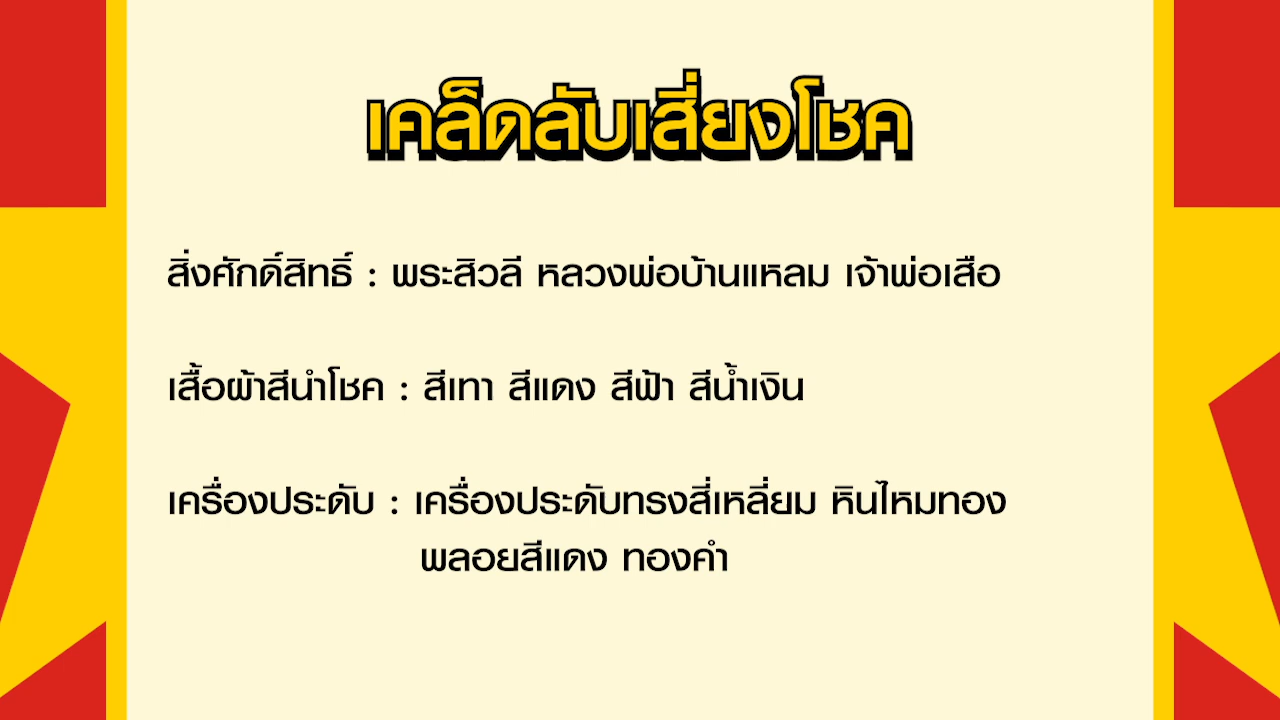 เคล็ดลับเสี่ยงโชค
สิ่งศักดิ์สิทธิ์ : พระสิวลี หลวงพ่อบ้านแหลม เจ้าพ่อเสือ
เสื้อผ้าสีนำโชค : สีเทา สีแดง สีฟ้า สีน้ำเงิน
เครื่องประดับ : เครื่องประดับทรงสี่เหลี่ยม หินไหมทอง
พลอยสีแดง ทองคำ